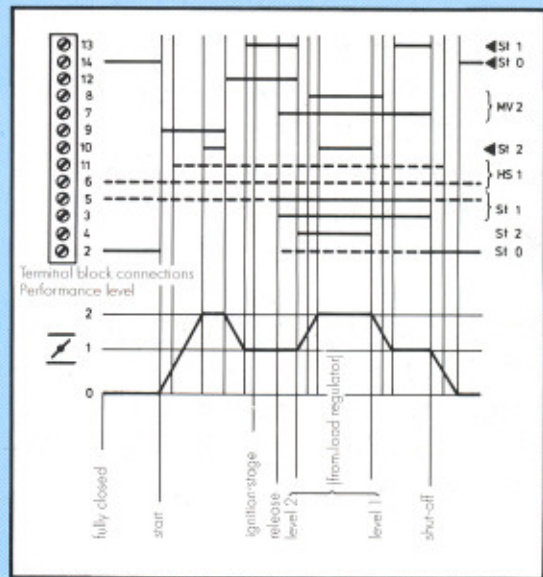 13 ◀St 1
14 ◀St 0
12
8
MV 2
7
9
10 ◀St 2
11
HS 1
6
5
St 1
3
4 St 2
2 St 0
Terminal block connections
Performance level
2
1
0
fully closed
start
ignition-stage
release
level 2
(from load regulator)
level 1
shut-off